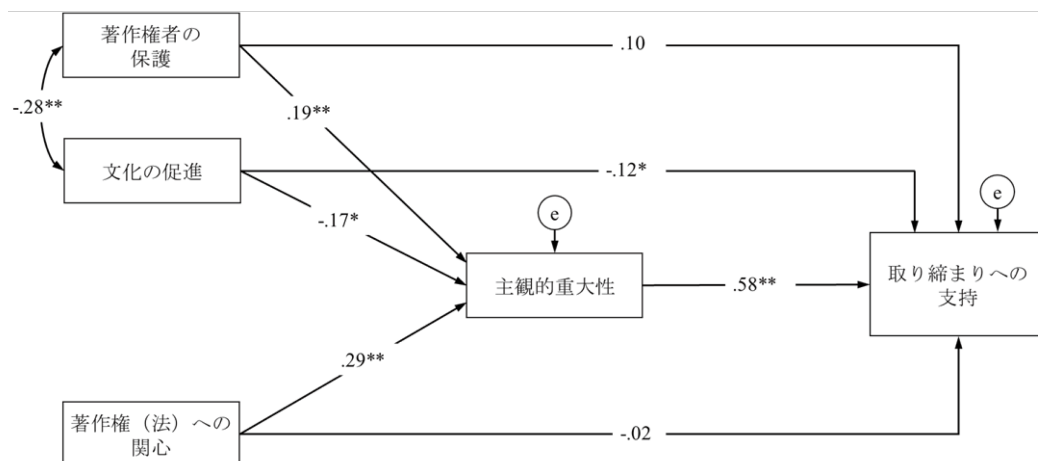 著作権者の
保護
.10
-.28**
.19**
文化の促進
-.12*
-.17*
e
e
主観的重大性
.58**
取り締まりへの
支持
.29**
著作権（法）への
関心
-.02